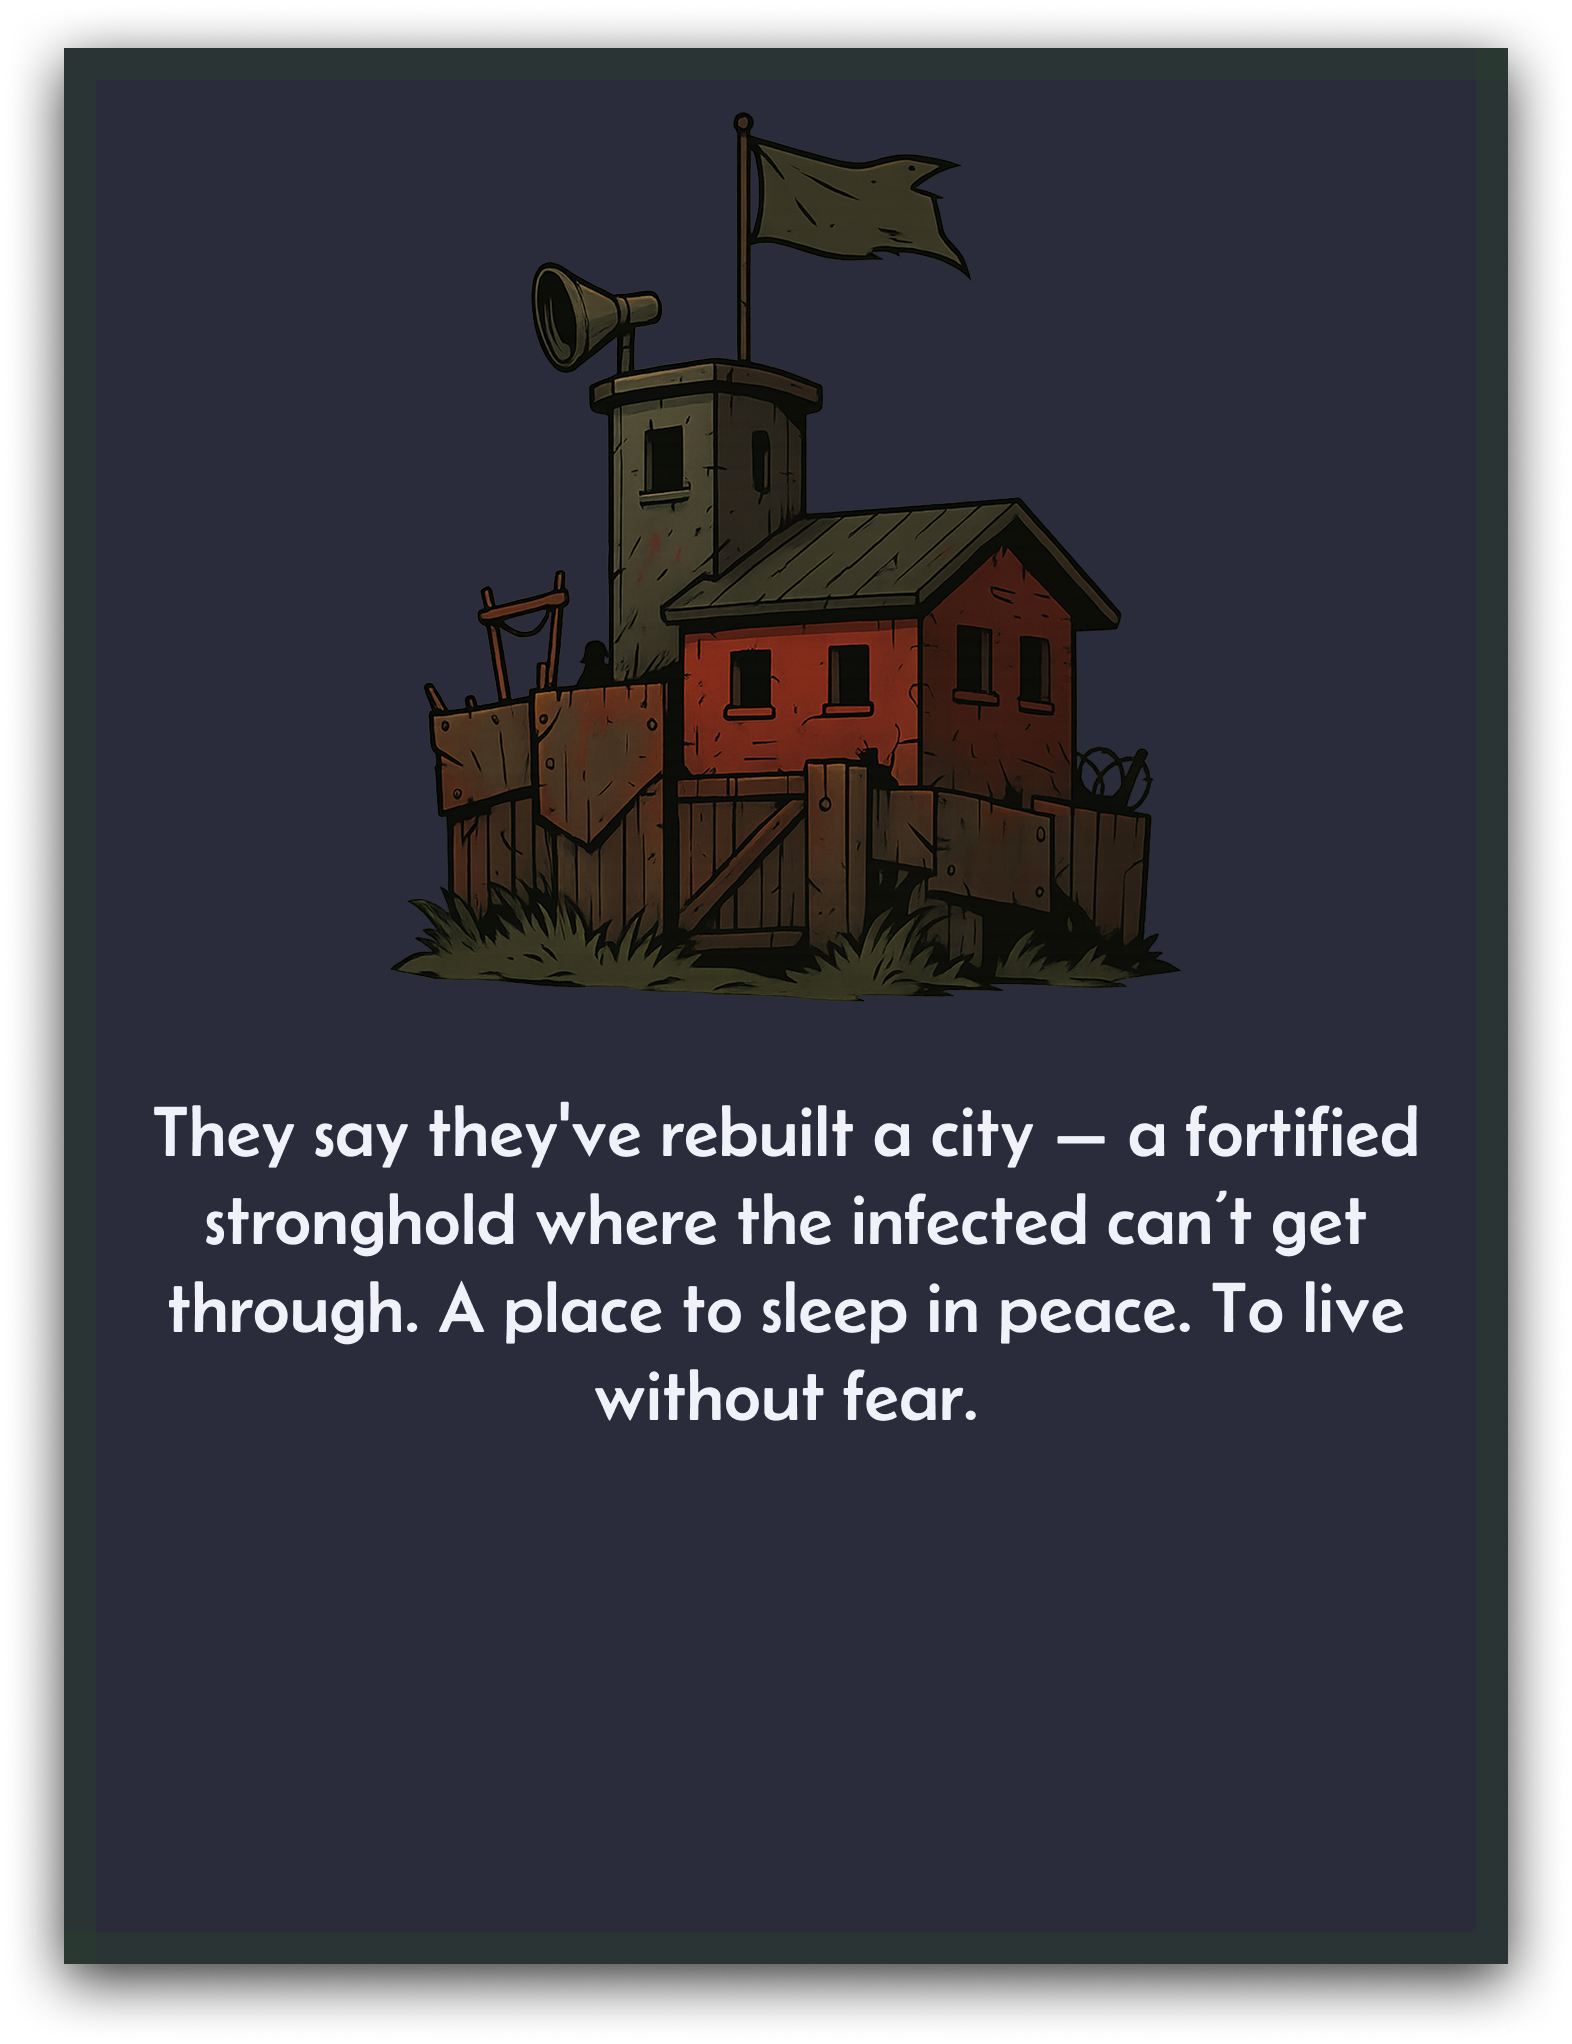 They say they've rebuilt a city — a fortified
stronghold where the infected can’t get
through. A place to sleep in peace. To live
without fear.